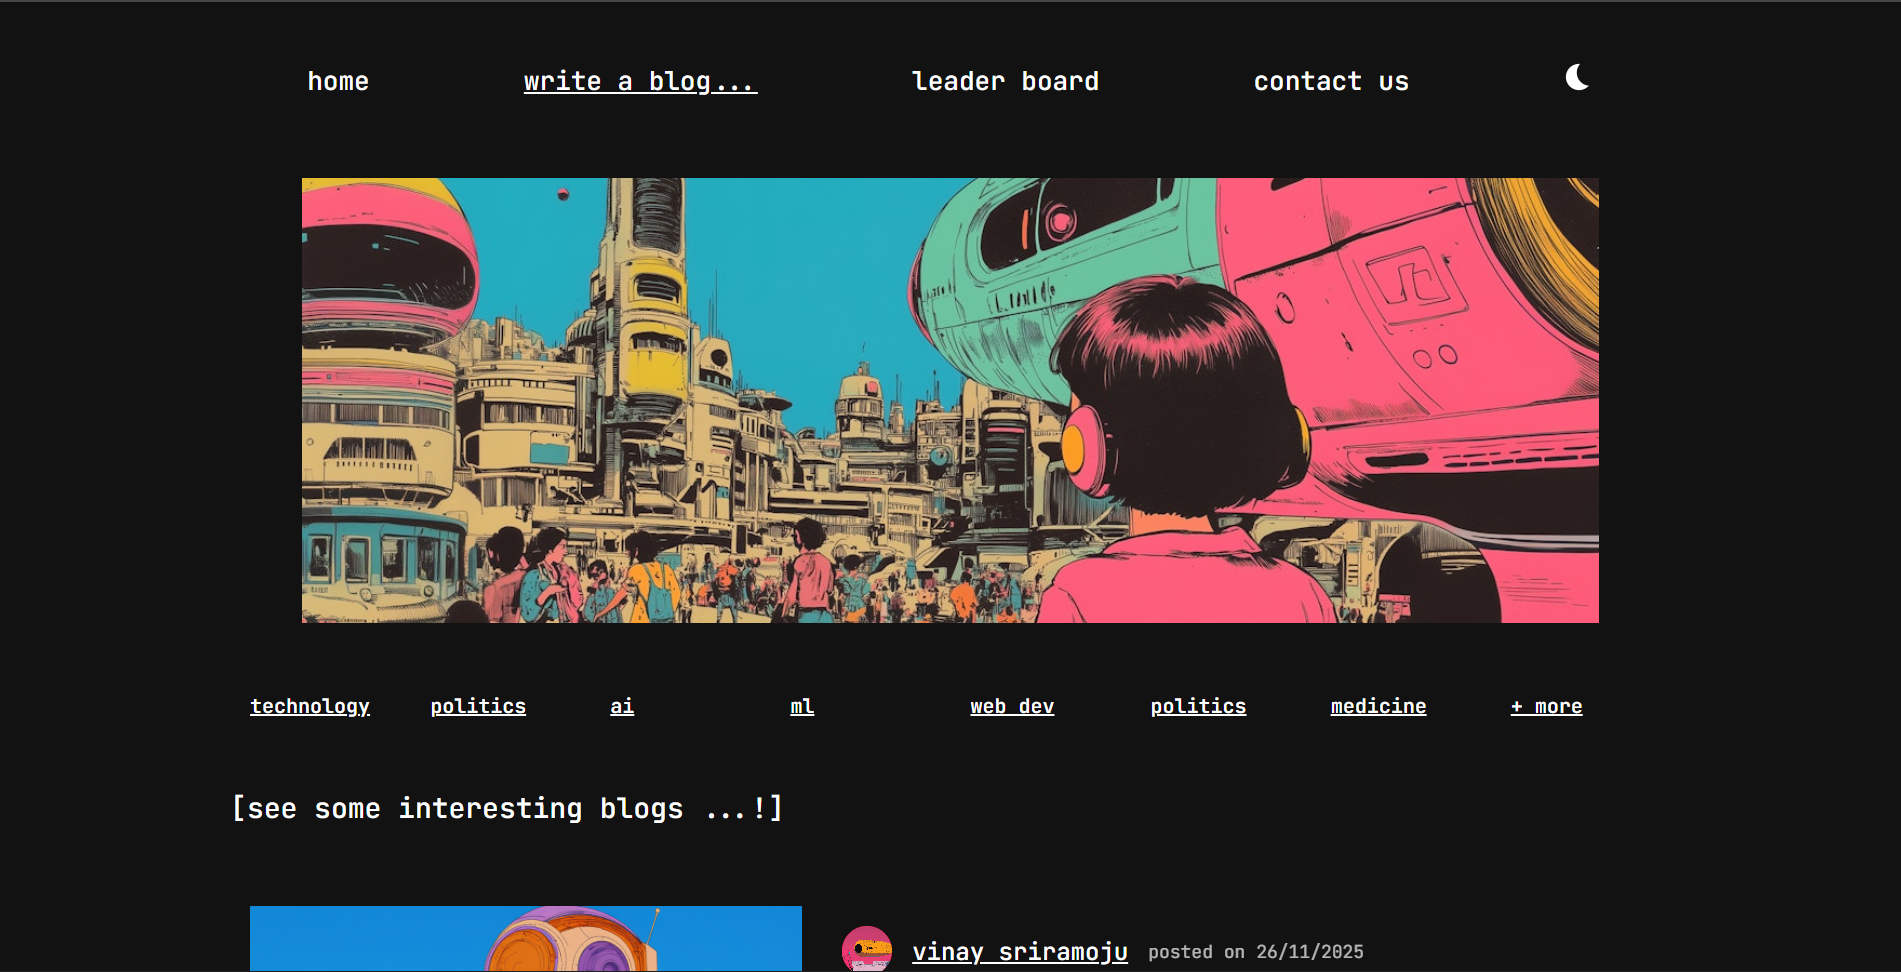 home write a blog... leader board contact us
technology politics ai ml web dev politics medicine + more
[see some interesting blogs ...!]
vinay sriramoju posted on 26/11/2025